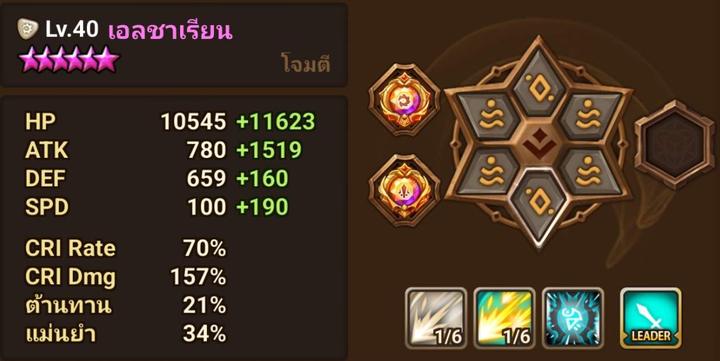 Lv.40 เอลชาเรียน
โจมตี
HP 10545 +11623
ATK 780 +1519
DEF 659 +160
SPD 100 +190
CRI Rate 70%
CRI Dmg 157%
ต้านทาน 21%
แม่นยำ 34%
1/6 1/6 LEADER